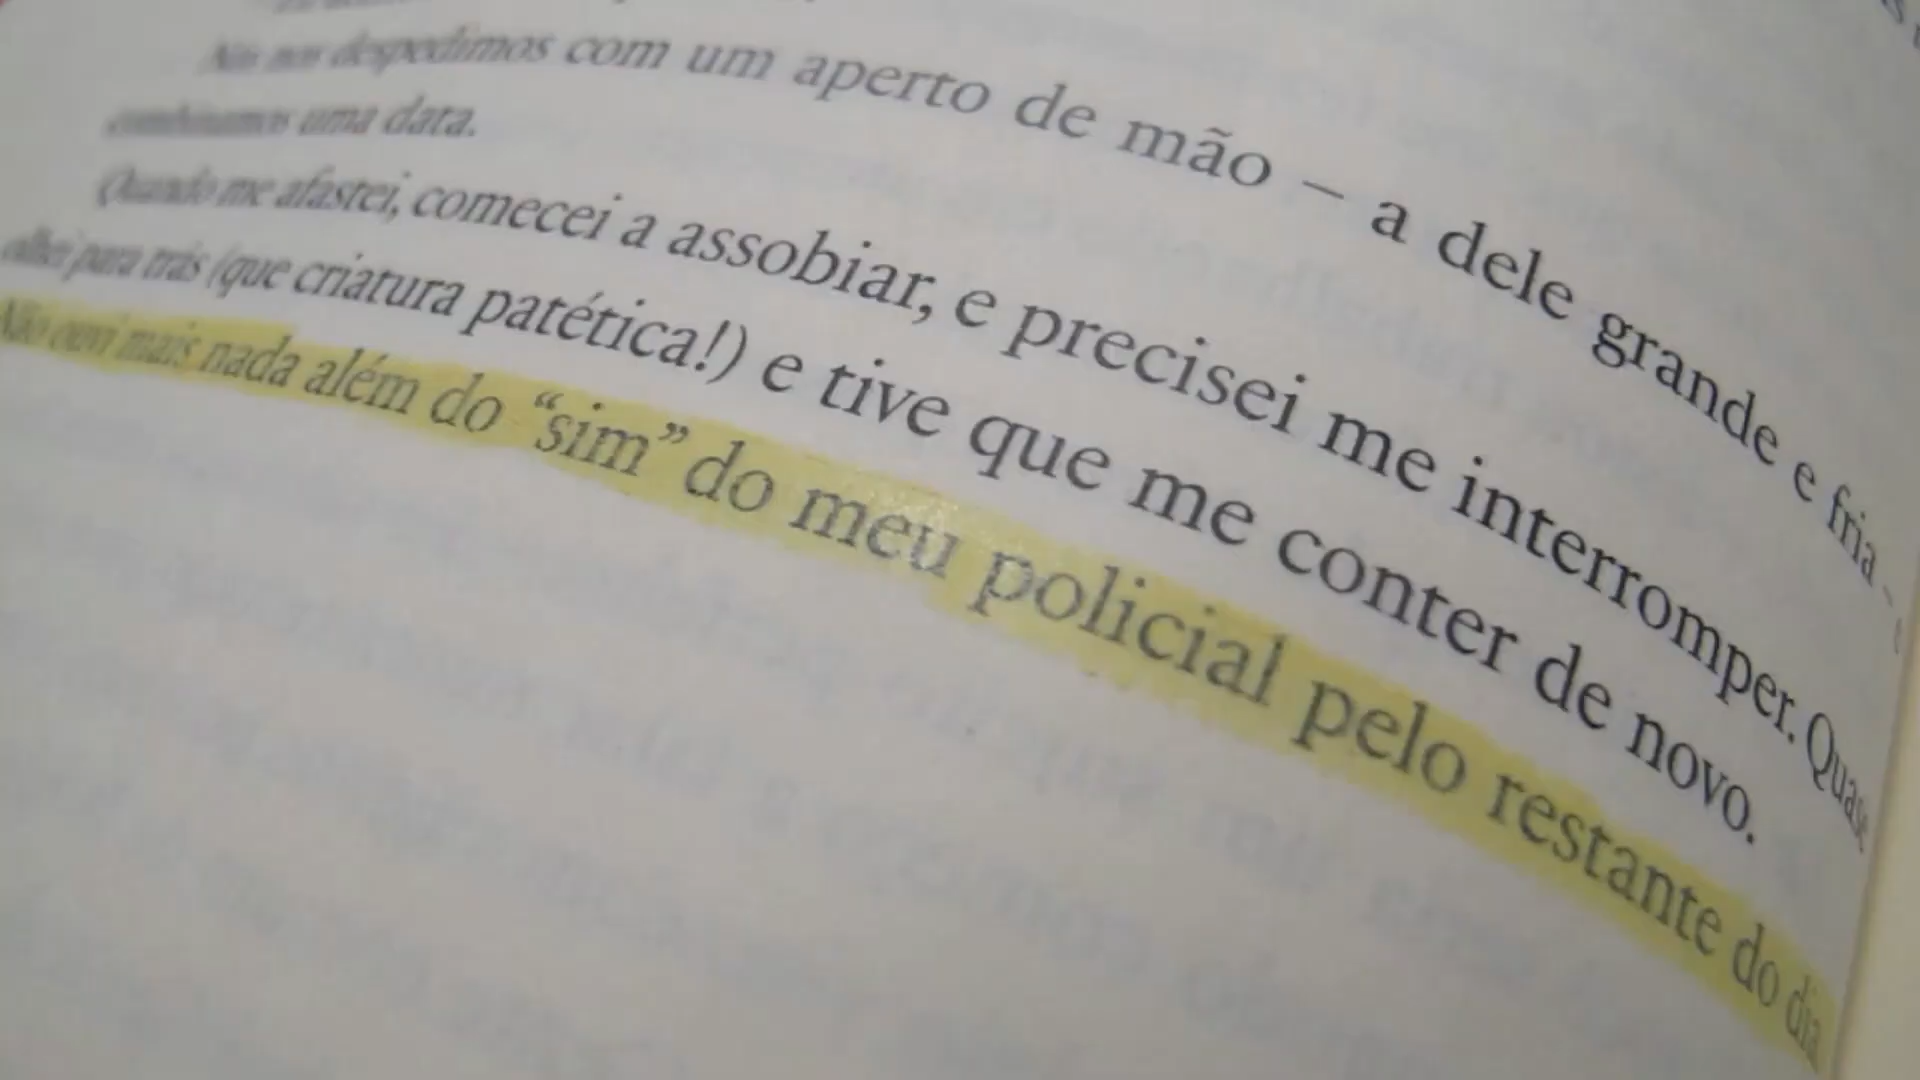 Nós nos despedimos com um aperto de mão – a dele grande e fria –
combinamos uma data.
Quando me afastei, comecei a assobiar, e precisei me interromper. Quase
olhei para trás (que criatura patética!) e tive que me conter de novo.
Não ouvi mais nada além do “sim” do meu policial pelo restante do dia